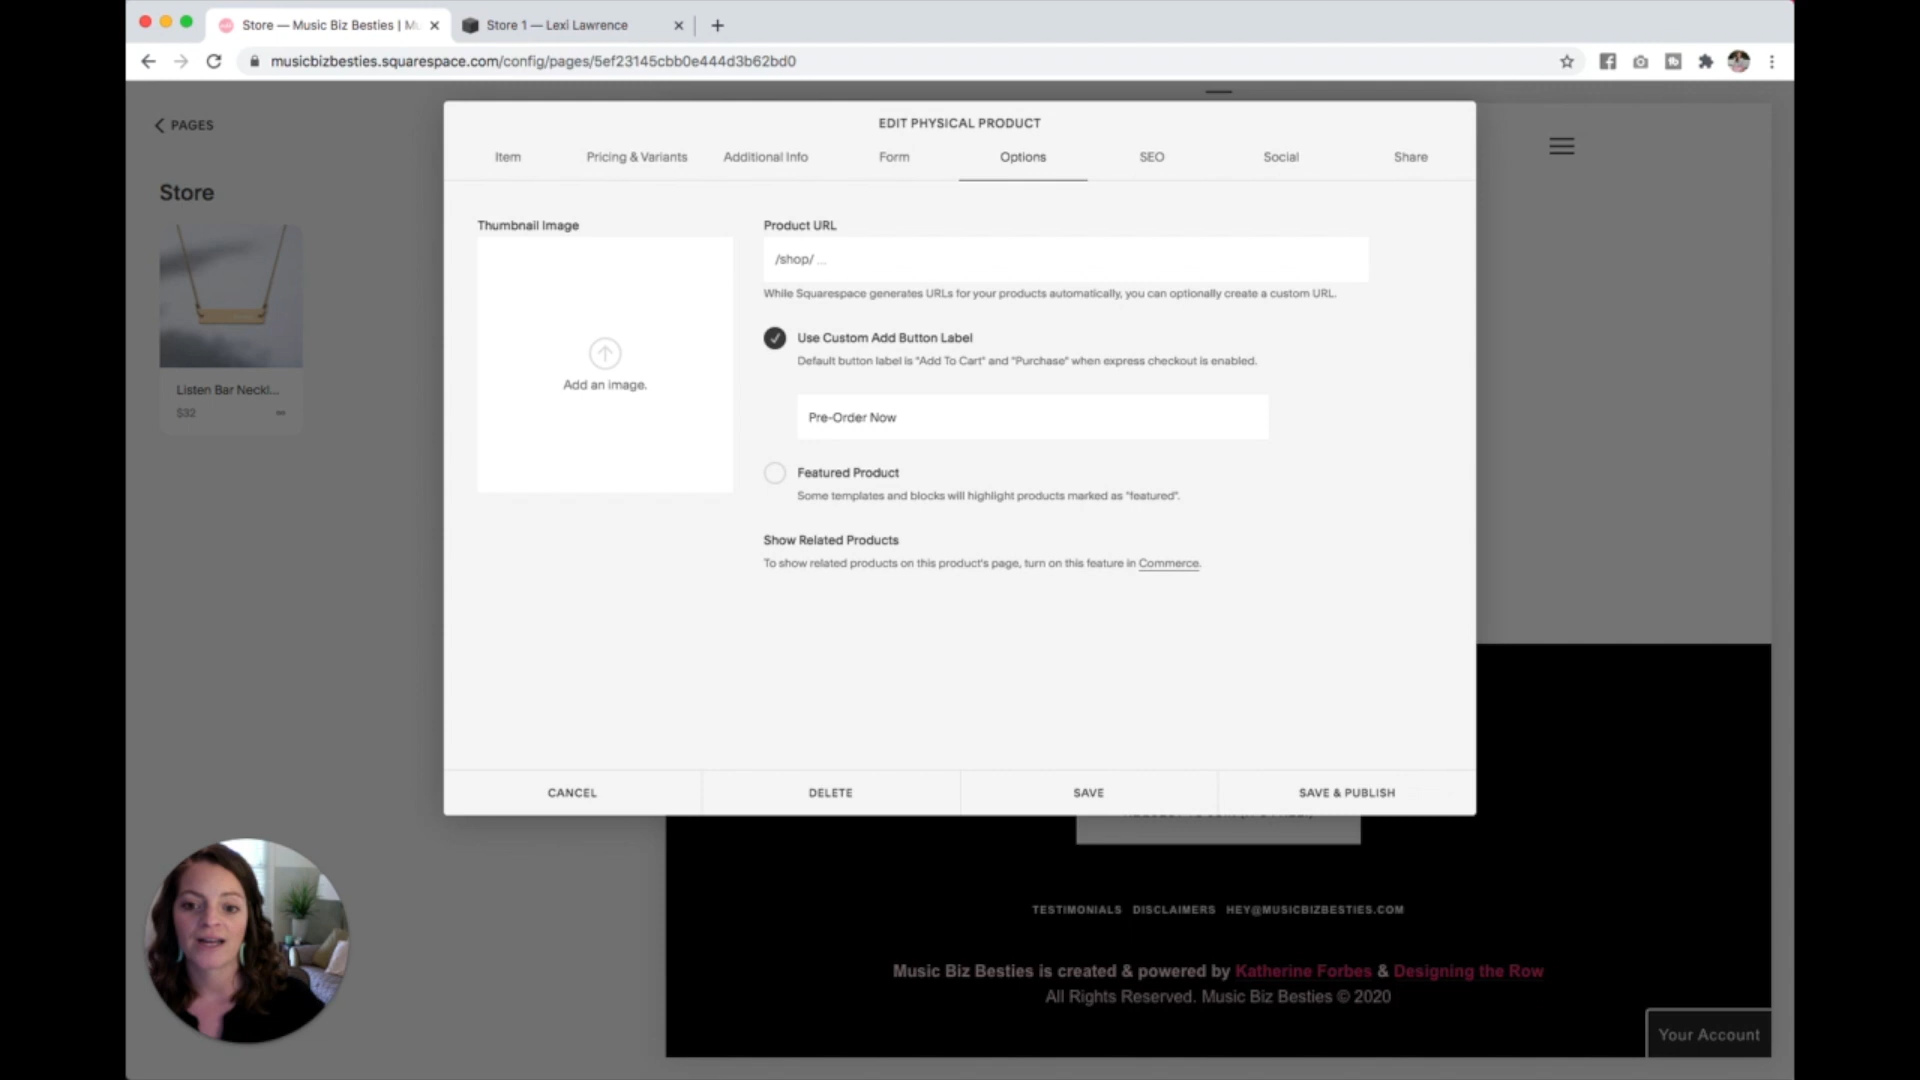 Store — Music Biz Besties | Mu
Store 1 — Lexi Lawrence
musicbizbesties.squarespace.com/config/pages/5ef23145cbb0e444d3b62bd0
PAGES
Store
Listen Bar Neckl...
$32
EDIT PHYSICAL PRODUCT
Item
Pricing & Variants
Additional Info
Form
Options
SEO
Social
Share
Thumbnail Image
Add an image.
Product URL
/shop/ ...
While Squarespace generates URLs for your products automatically, you can optionally create a custom URL.
Use Custom Add Button Label
Default button label is "Add To Cart" and "Purchase" when express checkout is enabled.
Pre-Order Now
Featured Product
Some templates and blocks will highlight products marked as "featured".
Show Related Products
To show related products on this product's page, turn on this feature in Commerce.
CANCEL
DELETE
SAVE
SAVE & PUBLISH
TESTIMONIALS DISCLAIMERS HEY@MUSICBIZBESTIES.COM
Music Biz Besties is created & powered by Katherine Forbes & Designing the Row
All Rights Reserved. Music Biz Besties © 2020
Your Account